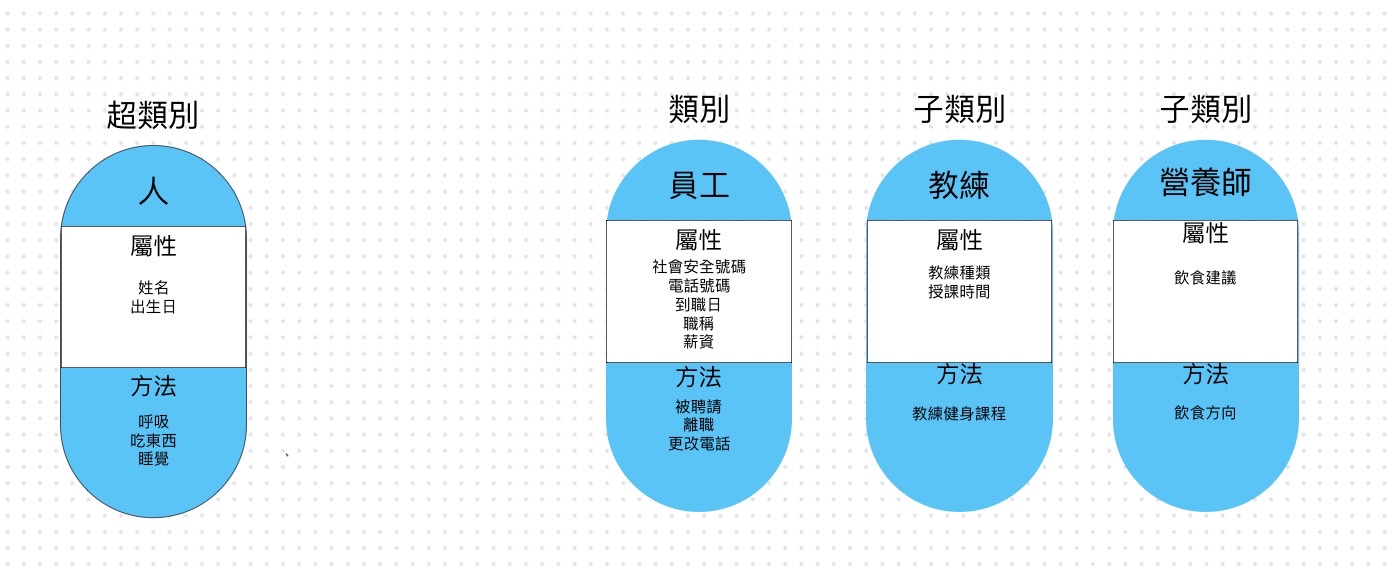 超類別
人
屬性
姓名
出生日
方法
呼吸
吃東西
睡覺
類別
員工
屬性
社會安全號碼
電話號碼
到職日
職稱
薪資
方法
被聘請
離職
更改電話
子類別
教練
屬性
教練種類
授課時間
方法
教練健身課程
子類別
營養師
屬性
飲食建議
方法
飲食方向